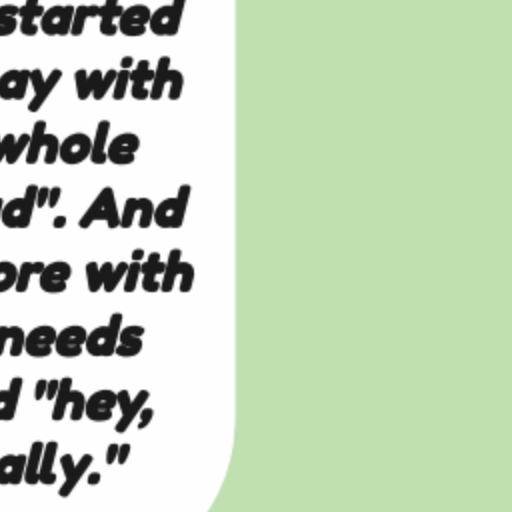 started
ay with
whole
d". And
ore with
needs
d "hey,
ally."